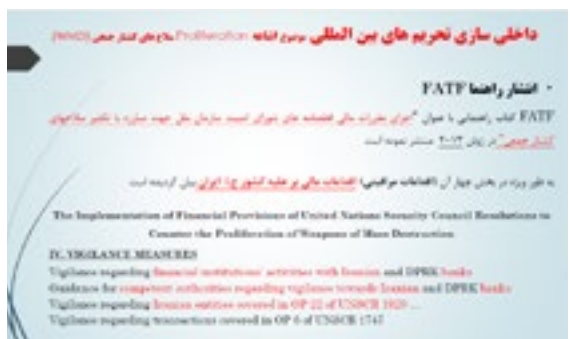 داخلی سازی تحریم های بین المللی موضوع اشاعه Proliferation سلاح های کشتار جمعی (WMD)
• انتشار راهنما FATF
FATF کتاب راهنمایی با عنوان "اجرای مقررات مالی قطعنامه های شورای امنیت سازمان ملل جهت مبارزه با تکثیر سلاحهای
کشتار جمعی" در ژوئن ۲۰۱۳ منتشر نموده است
به طور ویژه در بخش چهار آن (اقدامات مراقبتی) اقدامات مالی بر علیه کشور ج.ا ایران بیان گردیده است
The Implementation of Financial Provisions of United Nations Security Council Resolutions to
Counter the Proliferation of Weapons of Mass Destruction
IV. VIGILANCE MEASURES
Vigilance regarding financial institutions' activities with Iranian and DPRK banks
Guidance for competent authorities regarding vigilance towards Iranian and DPRK banks
Vigilance regarding Iranian entities covered in OP 22 of UNSCR 1929 ...
Vigilance regarding transactions covered in OP 6 of UNSCR 1747